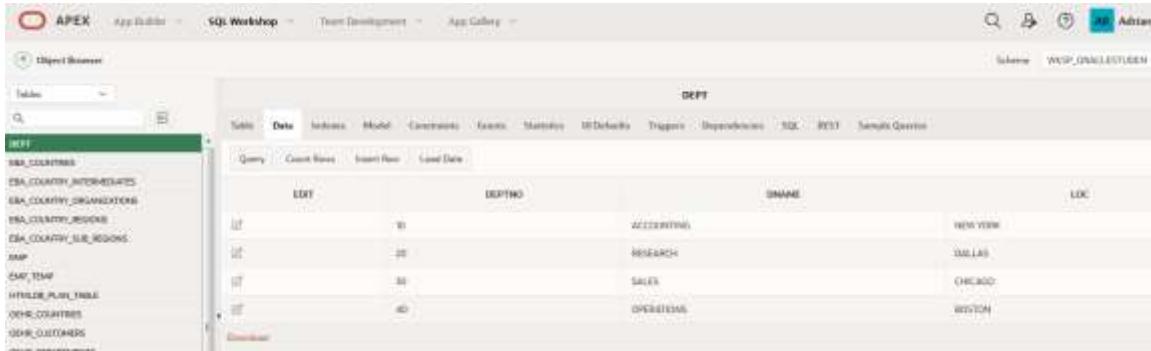 APEX App Builder SQL Workshop Team Development App Gallery Adrian
Object Browser Schema
Tables DEPT
Table Data Indexes Model Constraints Grants Statistics UI Defaults Triggers Dependencies SQL REST Sample Queries
DEPT
Query Count Rows Insert Row Load Data
EBA_COUNTRIES
EBA_COUNTRY_INTERMEDIATES
EDIT DEPTNO DNAME LOC
EBA_COUNTRY_ORGANIZATIONS
EBA_COUNTRY_REGIONS
10 ACCOUNTING NEW YORK
EBA_COUNTRY_SUB_REGIONS
20 RESEARCH DALLAS
EMP
EMP_TEMP
30 SALES CHICAGO
HTMLDB_PLAN_TABLE
OEHR_COUNTRIES
40 OPERATIONS BOSTON
OEHR_CUSTOMERS
Download